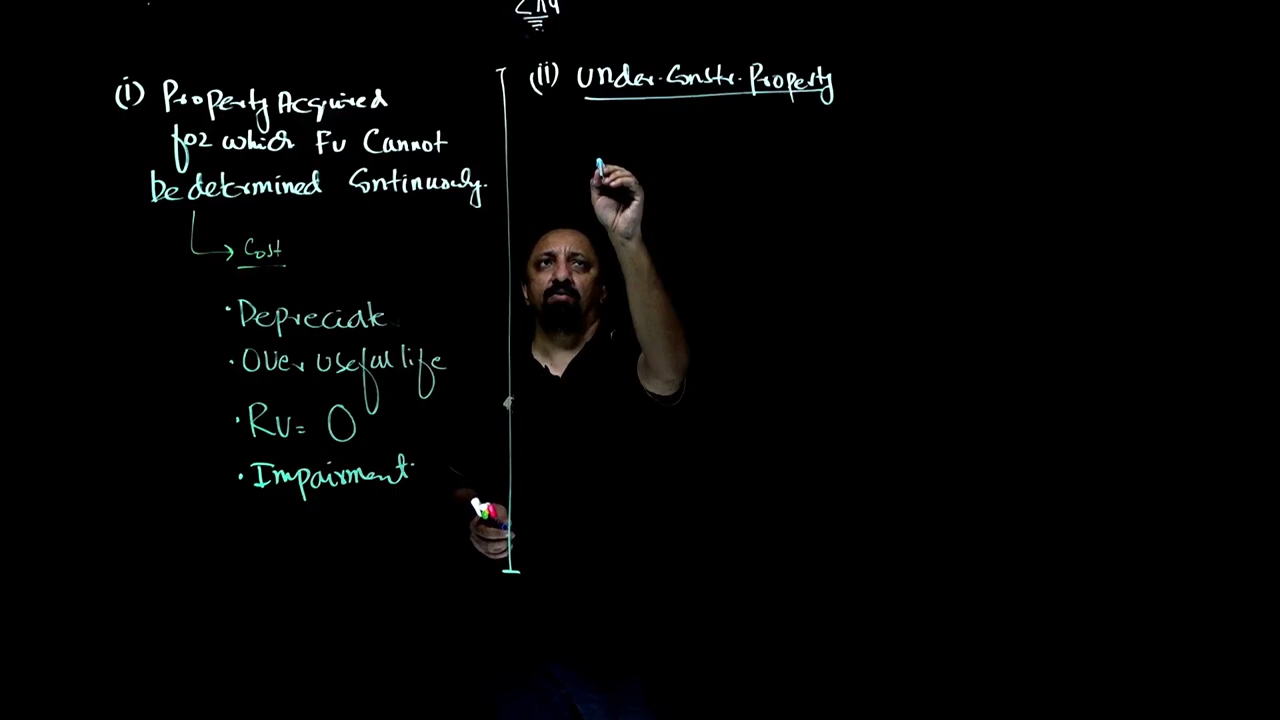 (i) Property Acquired
for which FV Cannot
be determined Continuously.
Cost
• Depreciate
• Over useful life
• RV = 0
• Impairment.
(ii) Under. Constr. Property